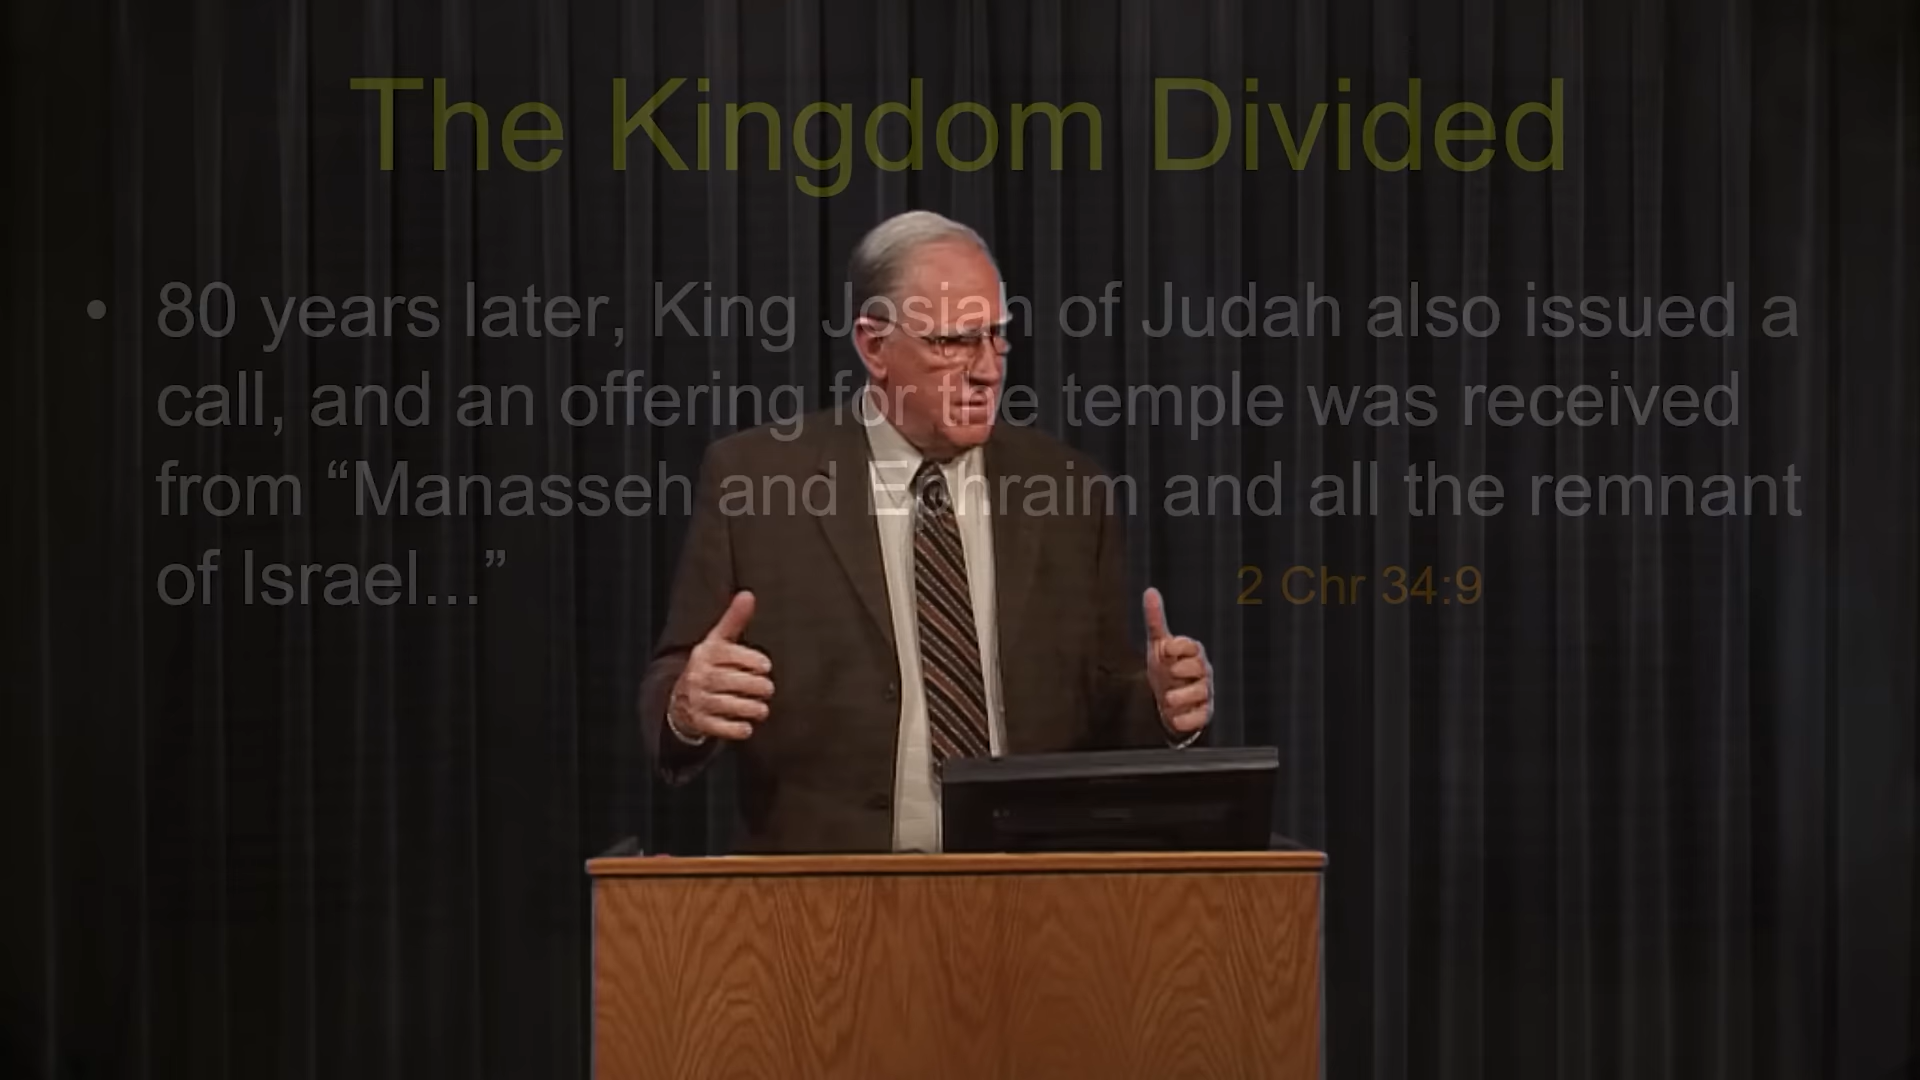 The Kingdom Divided
• 80 years later, King Josiah of Judah also issued a
call, and an offering for the temple was received
from “Manasseh and Ephraim and all the remnant
of Israel...” 2 Chr 34:9